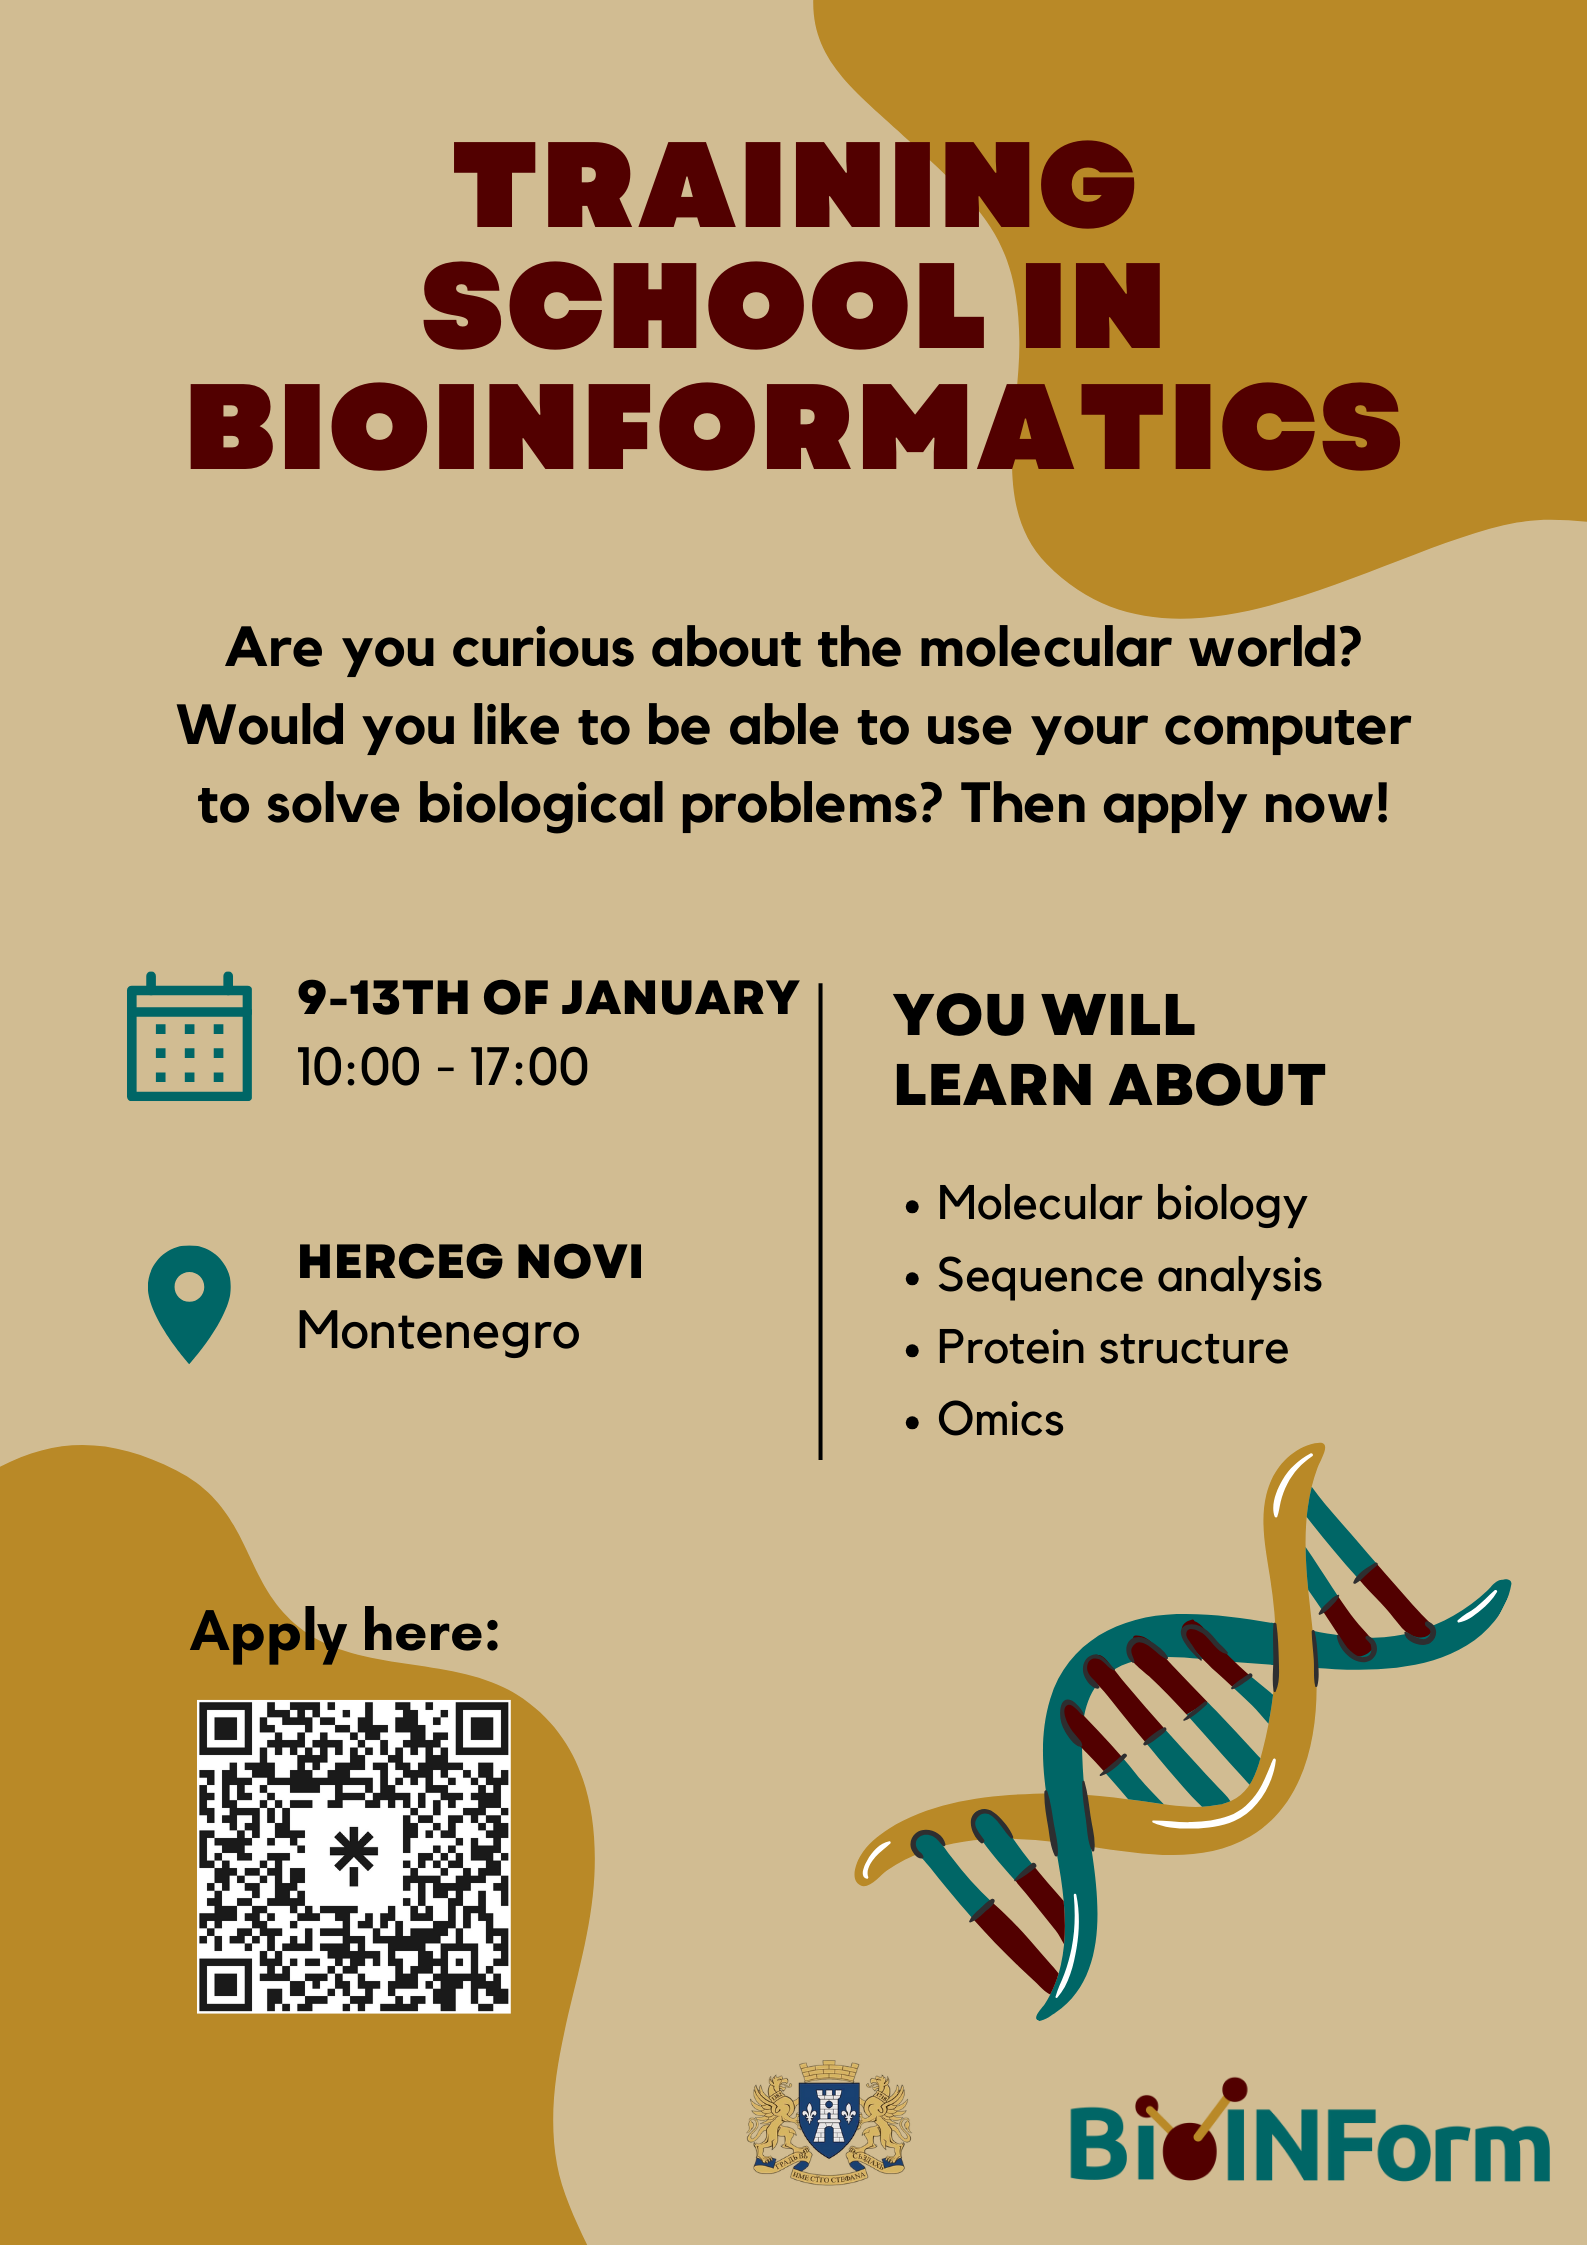 TRAINING
SCHOOL IN
BIOINFORMATICS
Are you curious about the molecular world?
Would you like to be able to use your computer
to solve biological problems? Then apply now!
9-13TH OF JANUARY
10:00 - 17:00
HERCEG NOVI
Montenegro
YOU WILL
LEARN ABOUT
• Molecular biology
• Sequence analysis
• Protein structure
• Omics
Apply here:
BiOINForm